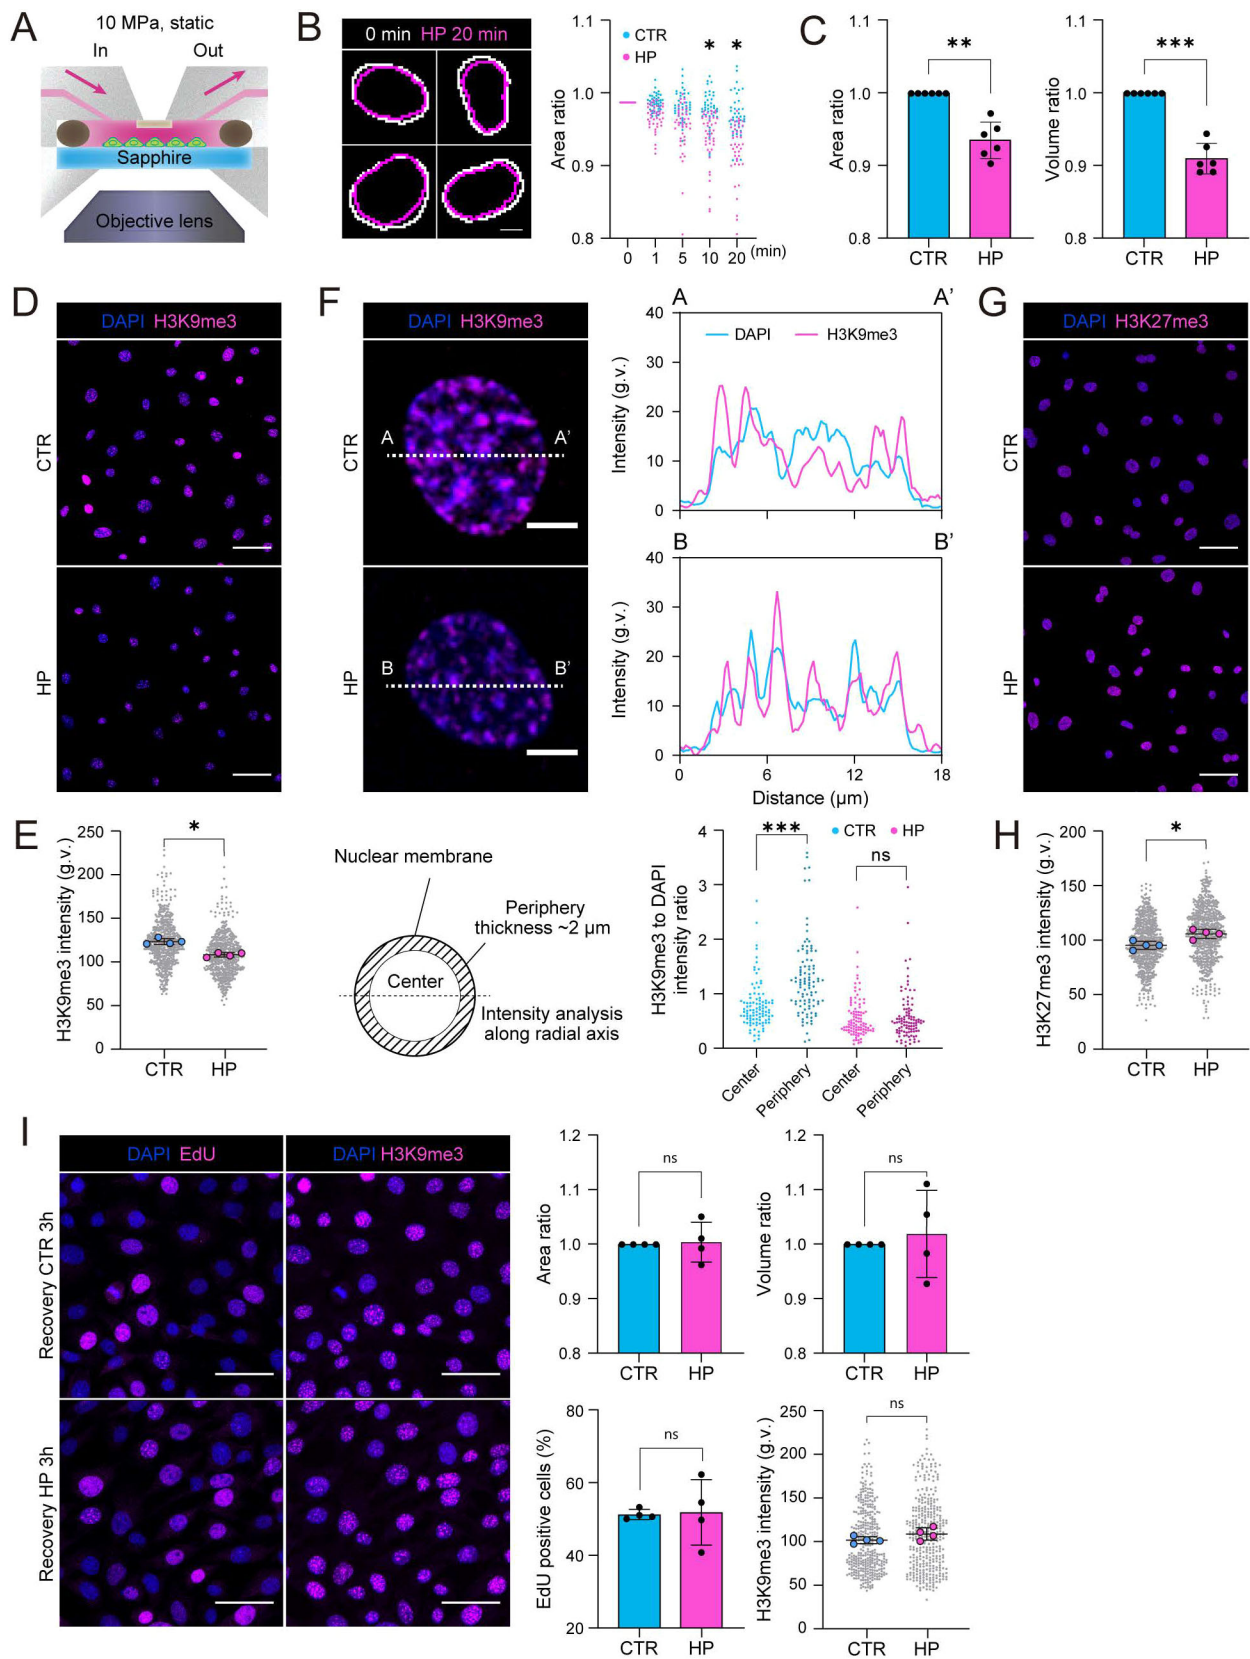 A
10 MPa, static
In
Out
Sapphire
Objective lens
B
0 min HP 20 min
CTR
HP
* *
Area ratio
1.1
1.0
0.9
0.8
0 1 5 10 20 (min)
C
Area ratio
1.1
1.0
0.9
0.8
**
CTR HP
Volume ratio
1.1
1.0
0.9
0.8
***
CTR HP
D
DAPI H3K9me3
CTR
HP
F
DAPI H3K9me3
CTR
A A’
HP
B B’
A A’
Intensity (g.v.)
40
30
20
10
0
DAPI H3K9me3
B B’
Intensity (g.v.)
40
30
20
10
0
0 6 12 18
Distance (µm)
G
DAPI H3K27me3
CTR
HP
E
H3K9me3 intensity (g.v.)
250
200
150
100
50
0
*
CTR HP
Nuclear membrane
Periphery
thickness ~2 µm
Center
Intensity analysis
along radial axis
H3K9me3 to DAPI
intensity ratio
4
3
2
1
0
***
CTR HP
ns
Center
Periphery
Center
Periphery
H
H3K27me3 intensity (g.v.)
200
150
100
50
0
*
CTR HP
I
DAPI EdU
DAPI H3K9me3
Recovery CTR 3h
Recovery HP 3h
Area ratio
1.2
1.1
1.0
0.9
0.8
ns
CTR HP
Volume ratio
1.2
1.1
1.0
0.9
0.8
ns
CTR HP
EdU positive cells (%)
80
60
40
20
ns
CTR HP
H3K9me3 intensity (g.v.)
250
200
150
100
50
0
ns
CTR HP